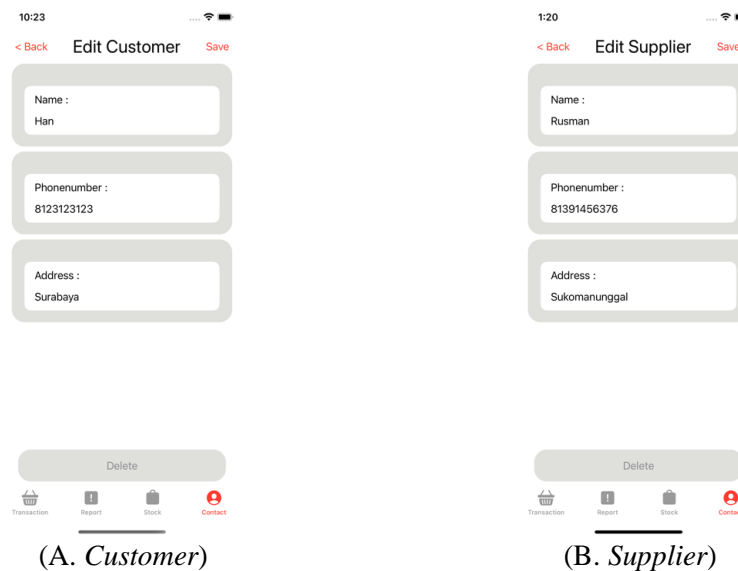 10:23
< Back Edit Customer Save
Name :
Han
Phonenumber :
8123123123
Address :
Surabaya
Delete
Transaction Report Stock Contact
(A. Customer)
1:20
< Back Edit Supplier Save
Name :
Rusman
Phonenumber :
81391456376
Address :
Sukomanunggal
Delete
Transaction Report Stock Contact
(B. Supplier)